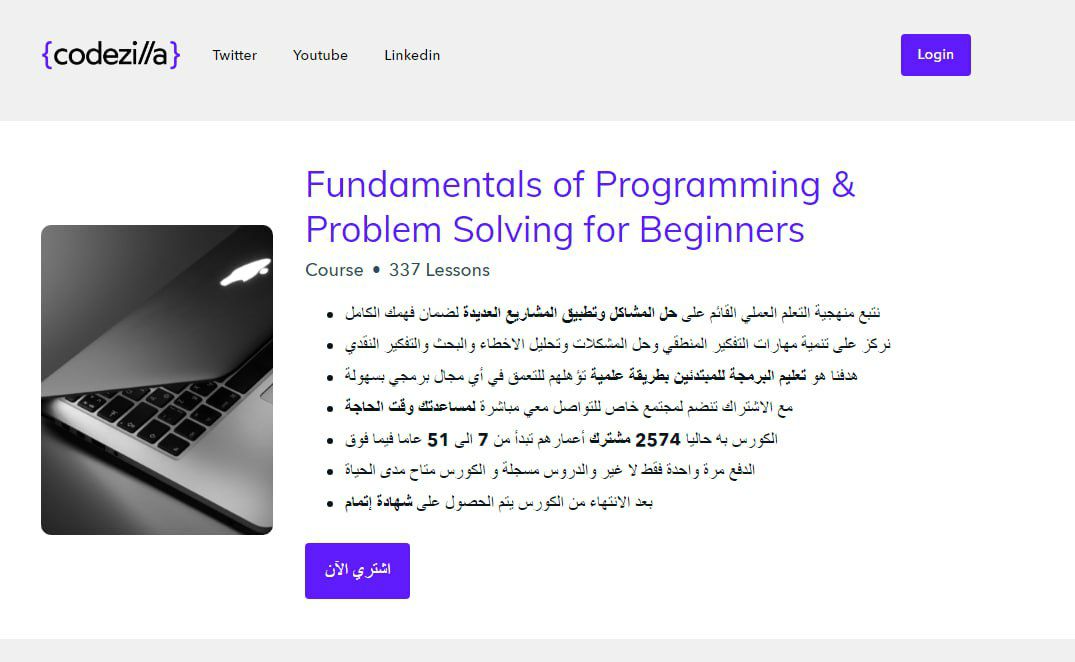 {codezilla}
Twitter
Youtube
Linkedin
Login
Fundamentals of Programming &
Problem Solving for Beginners
Course • 337 Lessons
نتبع منهجية التعلم العملي القائم على حل المشاكل وتطبيق المشاريع العديدة لضمان فهمك الكامل
نركز على تنمية مهارات التفكير المنطقي وحل المشكلات وتحليل الاخطاء والبحث والتفكير النقدي
هدفنا هو تعليم البرمجة للمبتدئين بطريقة علمية تؤهلهم للتعمق في أي مجال برمجي بسهولة
مع الاشتراك تنضم لمجتمع خاص للتواصل معي مباشرة لمساعدتك وقت الحاجة
الكورس به حاليا 2574 مشترك أعمارهم تبدأ من 7 الى 51 عاما فيما فوق
الدفع مرة واحدة فقط لا غير والدروس مسجلة و الكورس متاح مدى الحياة
بعد الانتهاء من الكورس يتم الحصول على شهادة إتمام
اشتري الآن